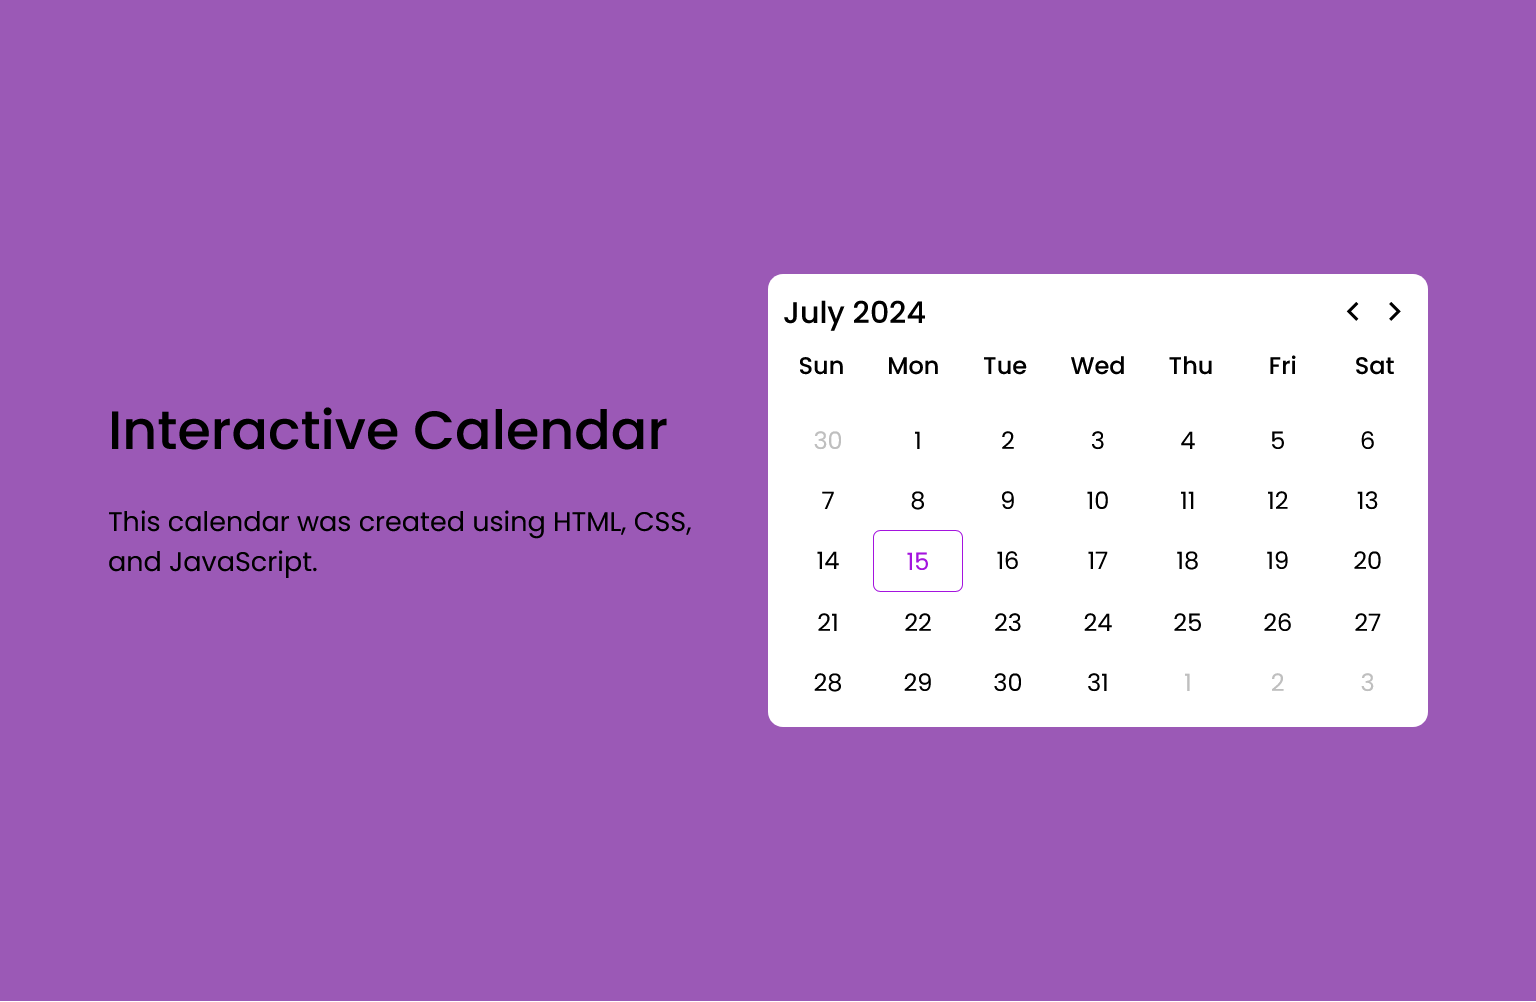 Interactive Calendar
This calendar was created using HTML, CSS,
and JavaScript.
July 2024
Sun Mon Tue Wed Thu Fri Sat
30 1 2 3 4 5 6
7 8 9 10 11 12 13
14 15 16 17 18 19 20
21 22 23 24 25 26 27
28 29 30 31 1 2 3